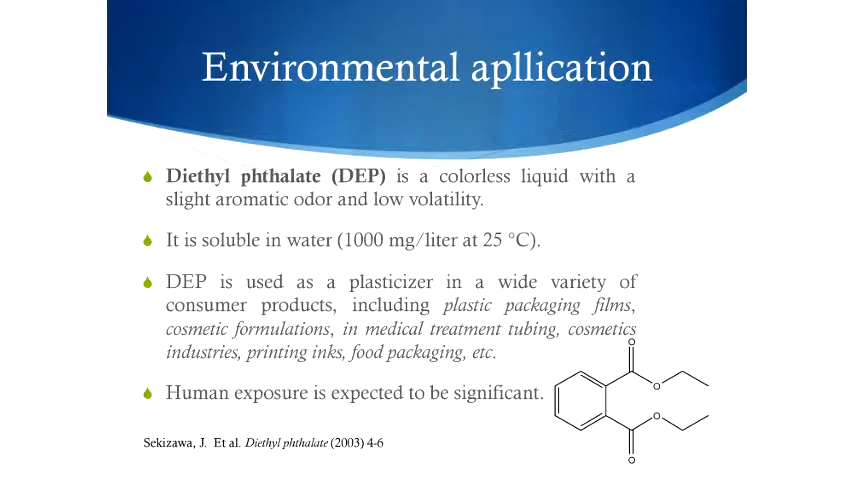 Environmental apllication
Diethyl phthalate (DEP) is a colorless liquid with a
slight aromatic odor and low volatility.
It is soluble in water (1000 mg/liter at 25 °C).
DEP is used as a plasticizer in a wide variety of
consumer products, including plastic packaging films,
cosmetic formulations, in medical treatment tubing, cosmetics
industries, printing inks, food packaging, etc.
Human exposure is expected to be significant.
Sekizawa, J. Et al. Diethyl phthalate (2003) 4-6
O
O
O
O